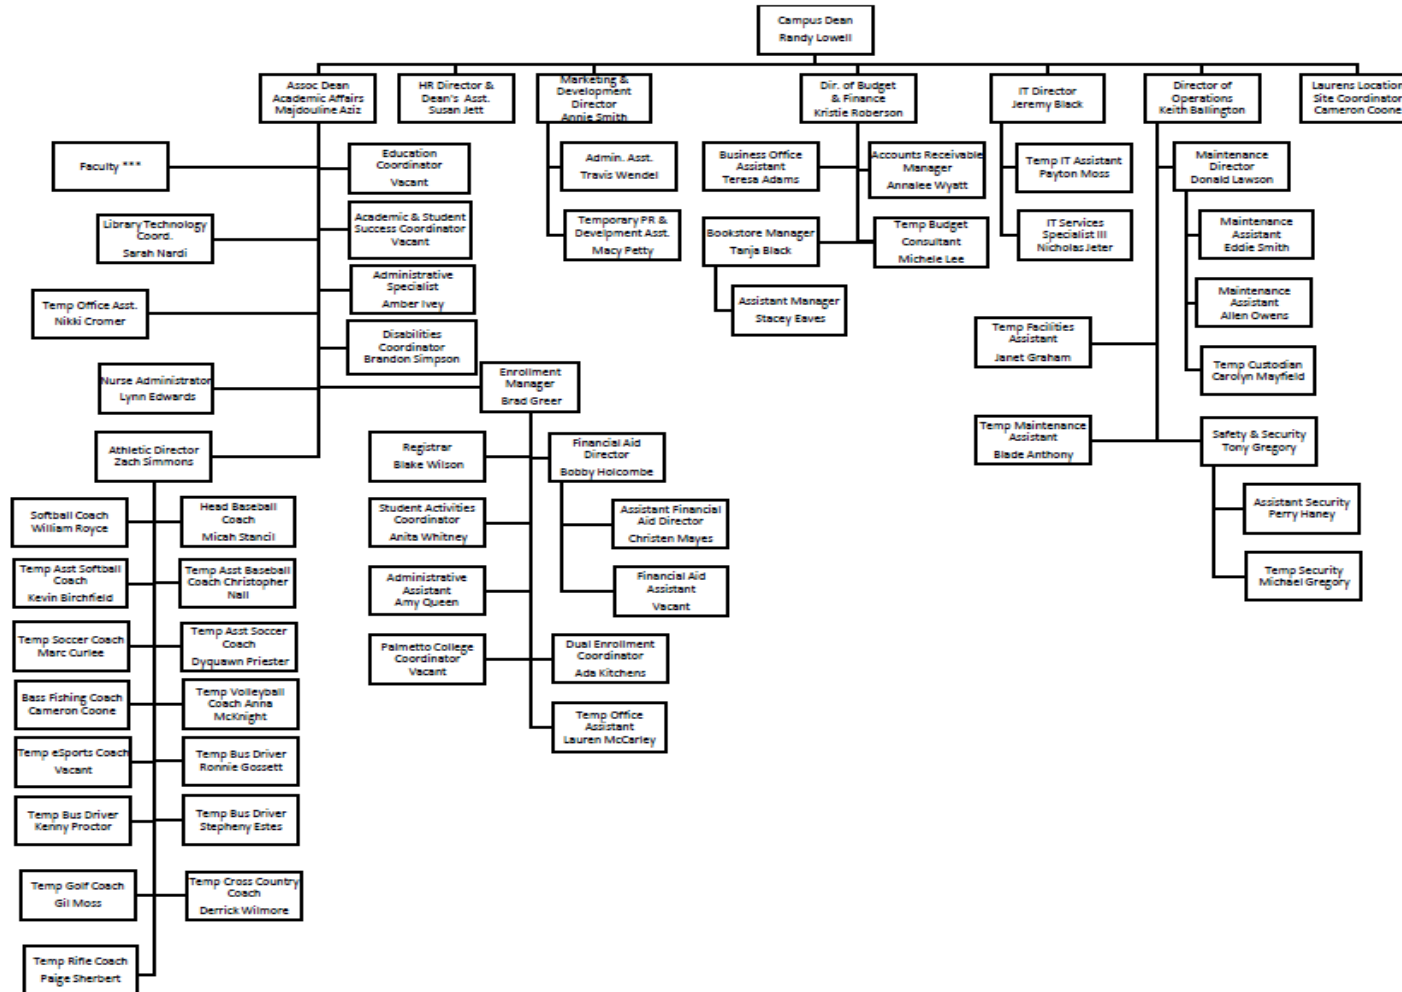 Campus Dean
Randy Lowell
Assoc Dean
Academic Affairs
Majdouline Aziz
HR Director &
Dean's Asst.
Susan Jett
Marketing &
Development
Director
Annie Smith
Dir. of Budget
& Finance
Kristie Roberson
IT Director
Jeremy Black
Director of
Operations
Keith Ballington
Laurens Location
Site Coordinator
Cameron Coone
Faculty ***
Education
Coordinator
Vacant
Library Technology
Coord.
Sarah Nardi
Academic & Student
Success Coordinator
Vacant
Administrative
Specialist
Amber Ivey
Temp Office Asst.
Nikki Cromer
Disabilities
Coordinator
Brandon Simpson
Nurse Administrator
Lynn Edwards
Enrollment
Manager
Brad Greer
Athletic Director
Zach Simmons
Admin. Asst.
Travis Wendel
Temporary PR &
Develpment Asst.
Macy Petty
Business Office
Assistant
Teresa Adams
Accounts Receivable
Manager
Annalee Wyatt
Bookstore Manager
Tanja Black
Temp Budget
Consultant
Michele Lee
Assistant Manager
Stacey Eaves
Temp IT Assistant
Payton Moss
IT Services
Specialist III
Nicholas Jeter
Maintenance
Director
Donald Lawson
Maintenance
Assistant
Eddie Smith
Maintenance
Assistant
Allen Owens
Temp Custodian
Carolyn Mayfield
Temp Facilities
Assistant
Janet Graham
Temp Maintenance
Assistant
Blade Anthony
Safety & Security
Tony Gregory
Assistant Security
Perry Haney
Temp Security
Michael Gregory
Registrar
Blake Wilson
Financial Aid
Director
Bobby Holcombe
Student Activities
Coordinator
Anita Whitney
Assistant Financial
Aid Director
Christen Mayes
Administrative
Assistant
Amy Queen
Financial Aid
Assistant
Vacant
Palmetto College
Coordinator
Vacant
Dual Enrollment
Coordinator
Ada Kitchens
Temp Office
Assistant
Lauren McCarley
Softball Coach
William Royce
Head Baseball
Coach
Micah Stancil
Temp Asst Softball
Coach
Kevin Birchfield
Temp Asst Baseball
Coach Christopher
Nall
Temp Soccer Coach
Marc Curlee
Temp Asst Soccer
Coach
Dyquawn Priester
Bass Fishing Coach
Cameron Coone
Temp Volleyball
Coach Anna
McKnight
Temp eSports Coach
Vacant
Temp Bus Driver
Ronnie Gossett
Temp Bus Driver
Kenny Proctor
Temp Bus Driver
Stepheny Estes
Temp Golf Coach
Gil Moss
Temp Cross Country
Coach
Derrick Wilmore
Temp Rifle Coach
Paige Sherbert